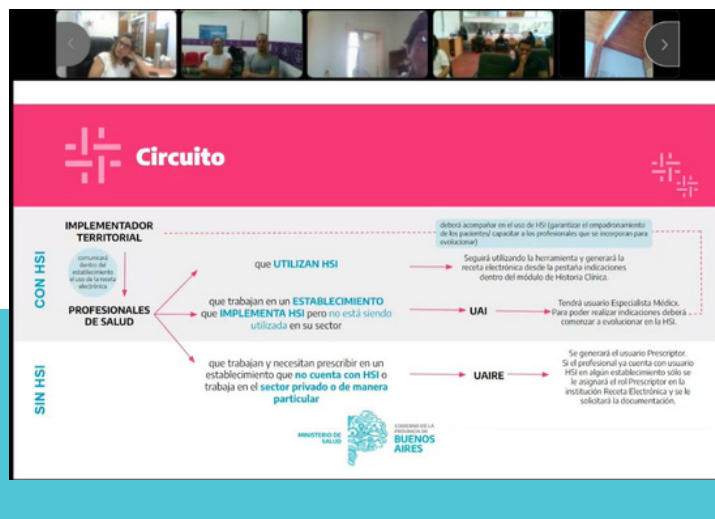 Circuito
CON HSI
IMPLEMENTADOR
TERRITORIAL
comunicará
dentro del
establecimiento
el uso de la receta
electrónica
PROFESIONALES
DE SALUD
deberá acompañar en el uso de HSI (garantizar el empadronamiento
de los pacientes/ capacitar a los profesionales que se incorporan para
evolucionar)
que UTILIZAN HSI
Seguirá utilizando la herramienta y generará la
receta electrónica desde la pestaña indicaciones
dentro del módulo de Historia Clínica.
que trabajan en un ESTABLECIMIENTO
que IMPLEMENTA HSI pero no está siendo
utilizada en su sector
UAI
Tendrá usuario Especialista Médicx.
Para poder realizar indicaciones deberá
comenzar a evolucionar en la HSI.
SIN HSI
que trabajan y necesitan prescribir en un
establecimiento que no cuenta con HSI o
trabaja en el sector privado o de manera
particular
UAIRE
Se generará el usuario Prescriptor.
Si el profesional ya cuenta con usuario
HSI en algún establecimiento sólo se
le asignará el rol Prescriptor en la
institución Receta Electrónica y se le
solicitará la documentación.
MINISTERIO DE
SALUD
GOBIERNO DE LA
PROVINCIA DE
BUENOS
AIRES